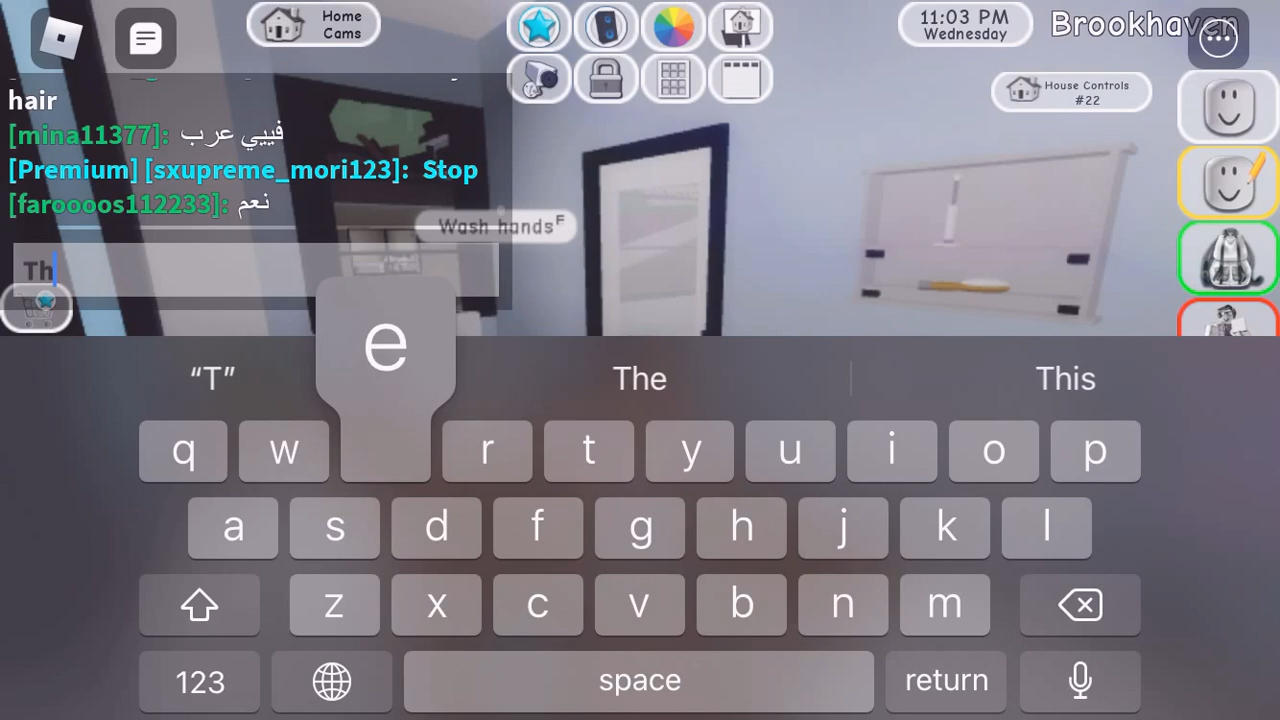 Home
Cams
11:03 PM
Wednesday
Brookhaven
House Controls
#22
hair
[mina11377]: فييي عرب
[Premium] [sxupreme_mori123]: Stop
[faroooos112233]: نعم
Wash hands E
Th
e
“T”
The
This
q w r t y u i o p
a s d f g h j k l
z x c v b n m
123
space
return